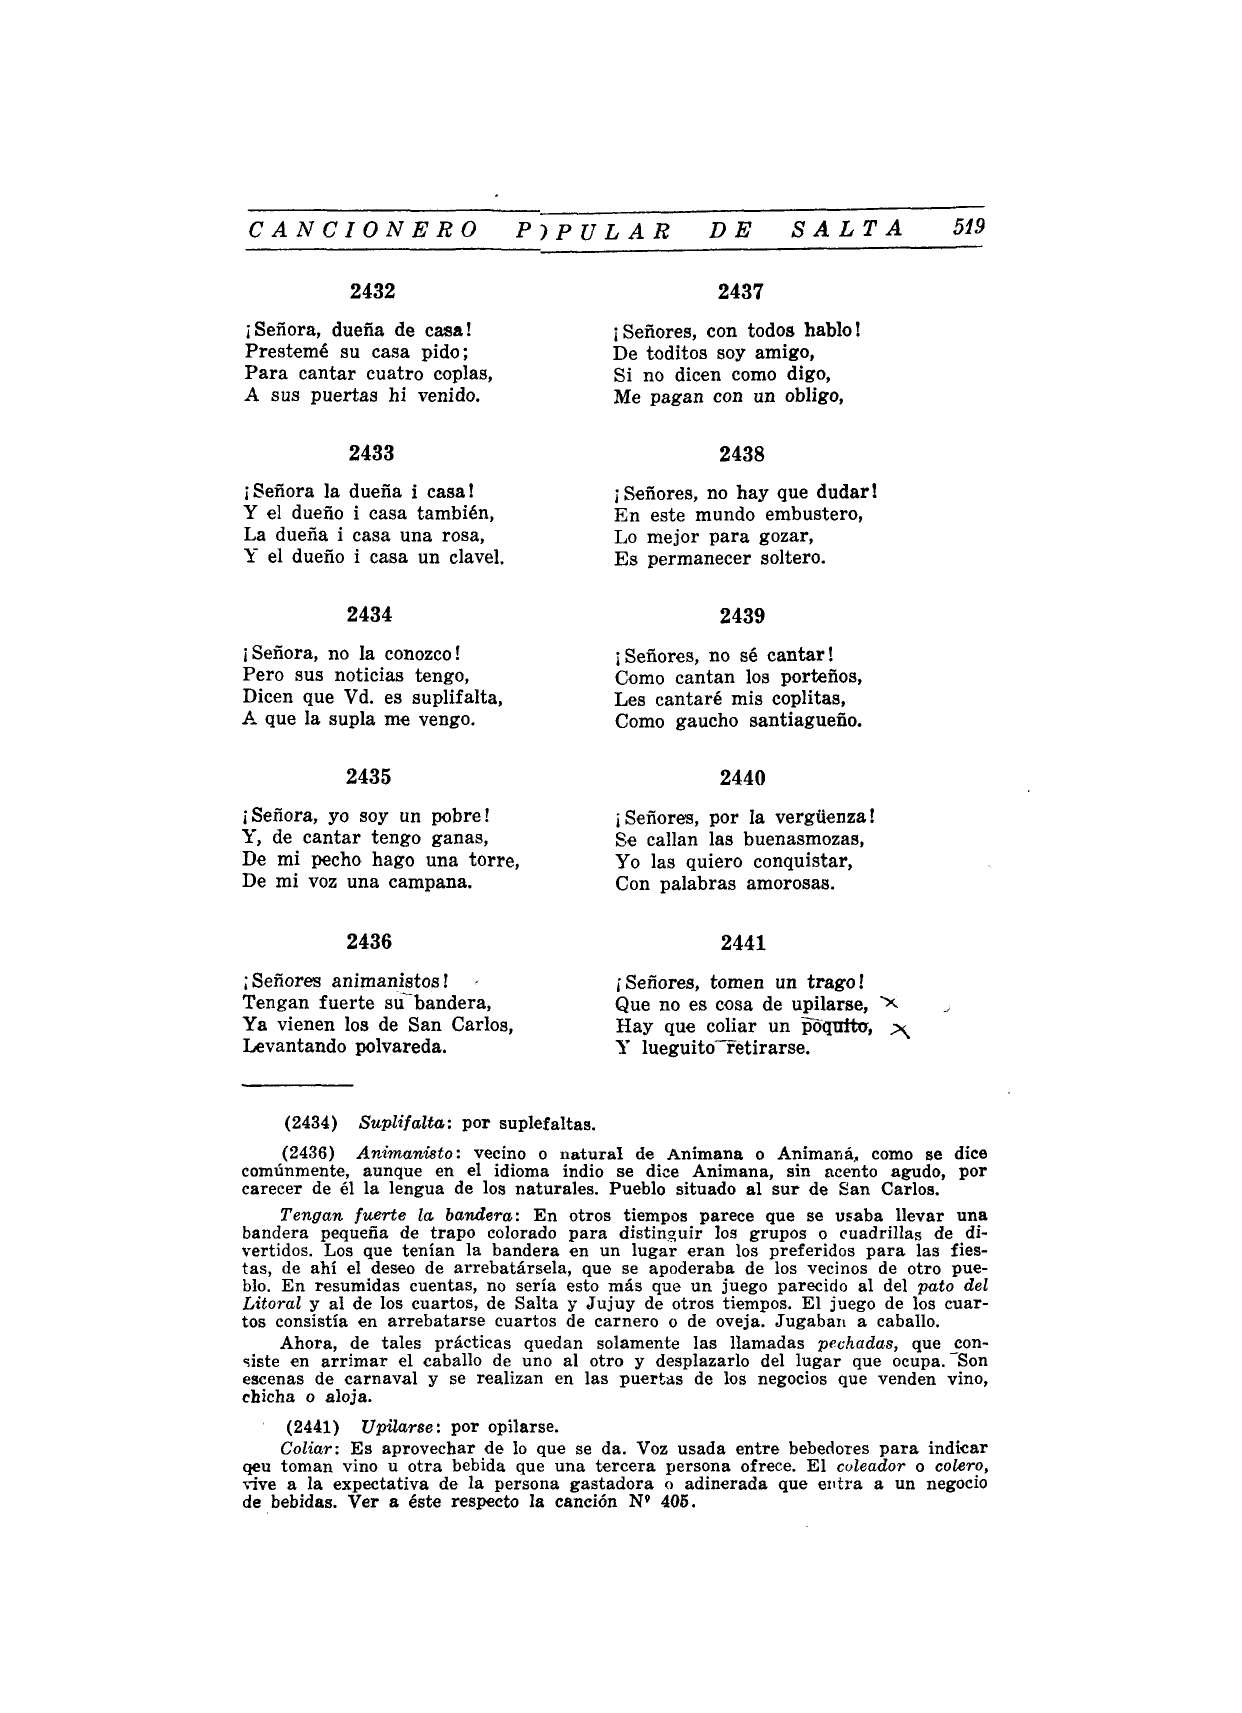 CANCIONERO POPULAR DE SALTA 519
2432
¡Señora, dueña de casa!
Prestemé su casa pido;
Para cantar cuatro coplas,
A sus puertas hi venido.
2433
¡Señora la dueña i casa!
Y el dueño i casa también,
La dueña i casa una rosa,
Y el dueño i casa un clavel.
2434
¡Señora, no la conozco!
Pero sus noticias tengo,
Dicen que Vd. es suplifalta,
A que la supla me vengo.
2435
¡Señora, yo soy un pobre!
Y, de cantar tengo ganas,
De mi pecho hago una torre,
De mi voz una campana.
2436
¡Señores animanistos!
Tengan fuerte su bandera,
Ya vienen los de San Carlos,
Levantando polvareda.
2437
¡Señores, con todos hablo!
De toditos soy amigo,
Si no dicen como digo,
Me pagan con un obligo,
2438
¡Señores, no hay que dudar!
En este mundo embustero,
Lo mejor para gozar,
Es permanecer soltero.
2439
¡Señores, no sé cantar!
Como cantan los porteños,
Les cantaré mis coplitas,
Como gaucho santiagueño.
2440
¡Señores, por la vergüenza!
Se callan las buenasmozas,
Yo las quiero conquistar,
Con palabras amorosas.
2441
¡Señores, tomen un trago!
Que no es cosa de upilarse,
Hay que coliar un poquito,
Y lueguito retirarse.
(2434) Suplifalta: por suplefaltas.
(2436) Animanisto: vecino o natural de Animana o Animaná, como se dice
comúnmente, aunque en el idioma indio se dice Animana, sin acento agudo, por
carecer de él la lengua de los naturales. Pueblo situado al sur de San Carlos.
Tengan fuerte la bandera: En otros tiempos parece que se usaba llevar una
bandera pequeña de trapo colorado para distinguir los grupos o cuadrillas de di-
vertidos. Los que tenían la bandera en un lugar eran los preferidos para las fies-
tas, de ahí el deseo de arrebatársela, que se apoderaba de los vecinos de otro pue-
blo. En resumidas cuentas, no sería esto más que un juego parecido al del pato del
Litoral y al de los cuartos, de Salta y Jujuy de otros tiempos. El juego de los cuar-
tos consistía en arrebatarse cuartos de carnero o de oveja. Jugaban a caballo.
Ahora, de tales prácticas quedan solamente las llamadas pechadas, que con-
siste en arrimar el caballo de uno al otro y desplazarlo del lugar que ocupa. Son
escenas de carnaval y se realizan en las puertas de los negocios que venden vino,
chicha o aloja.
(2441) Upilarse: por opilarse.
Coliar: Es aprovechar de lo que se da. Voz usada entre bebedores para indicar
qeu toman vino u otra bebida que una tercera persona ofrece. El coleador o colero,
vive a la expectativa de la persona gastadora o adinerada que entra a un negocio
de bebidas. Ver a éste respecto la canción Nº 405.